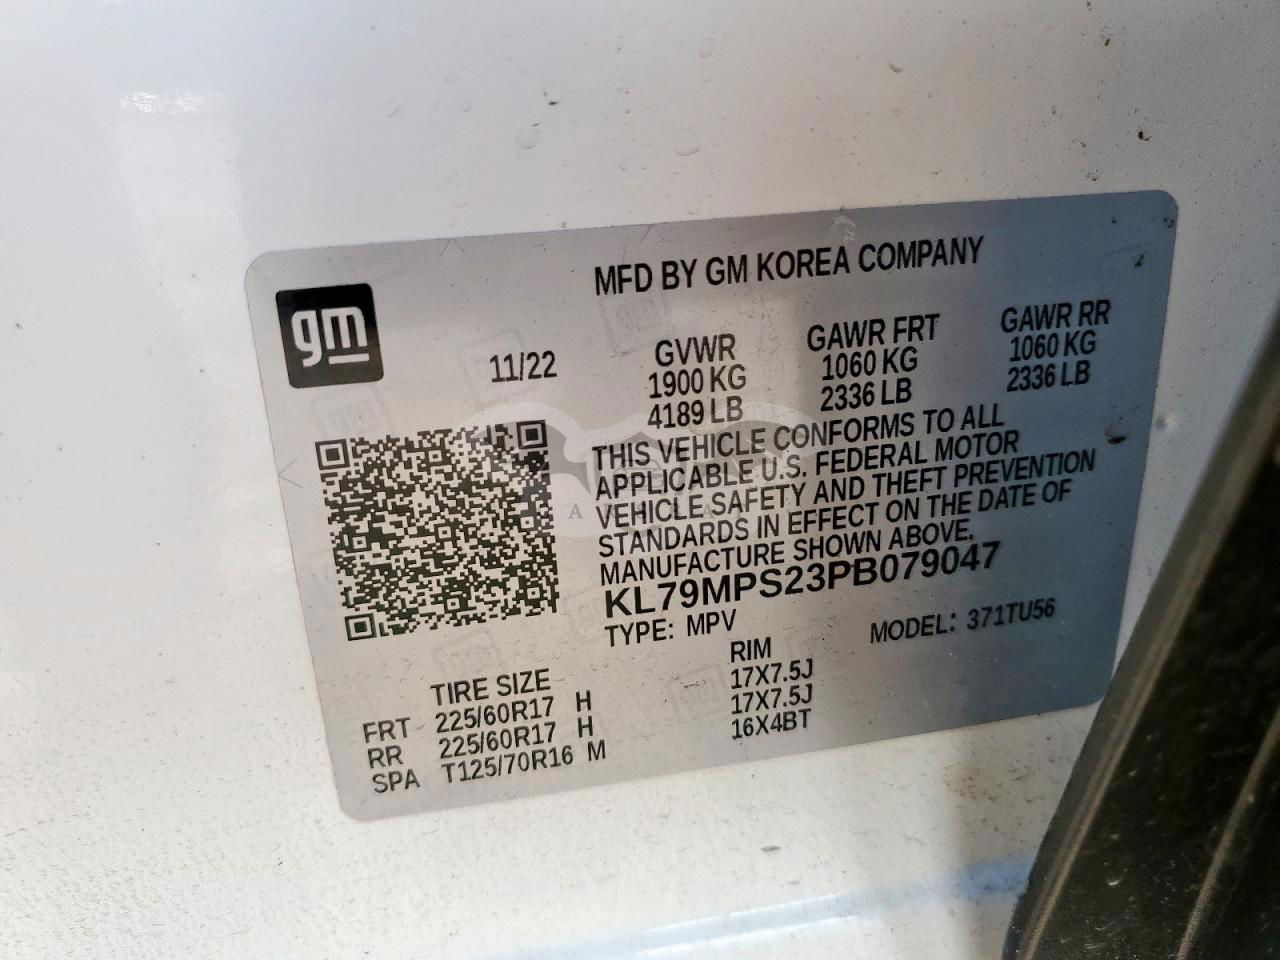 gm
MFD BY GM KOREA COMPANY
11/22
GVWR GAWR FRT GAWR RR
1900 KG 1060 KG 1060 KG
4189 LB 2336 LB 2336 LB
THIS VEHICLE CONFORMS TO ALL
APPLICABLE U.S. FEDERAL MOTOR
VEHICLE SAFETY AND THEFT PREVENTION
STANDARDS IN EFFECT ON THE DATE OF
MANUFACTURE SHOWN ABOVE.
KL79MPS23PB079047
TYPE: MPV MODEL: 371TU56
TIRE SIZE RIM
FRT 225/60R17 H 17X7.5J
RR 225/60R17 H 17X7.5J
SPA T125/70R16 M 16X4BT